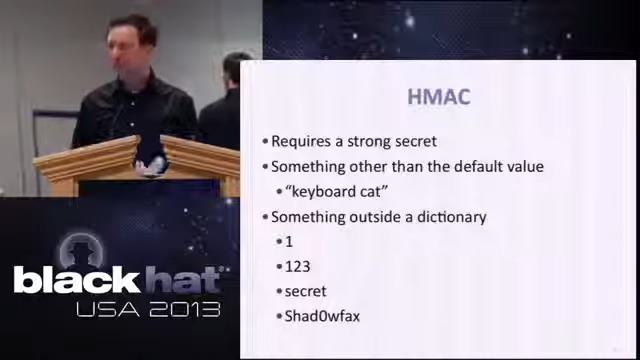 HMAC
•Requires a strong secret
•Something other than the default value
•“keyboard cat”
•Something outside a dictionary
•1
•123
•secret
•Shad0wfax
black hat
USA 2013